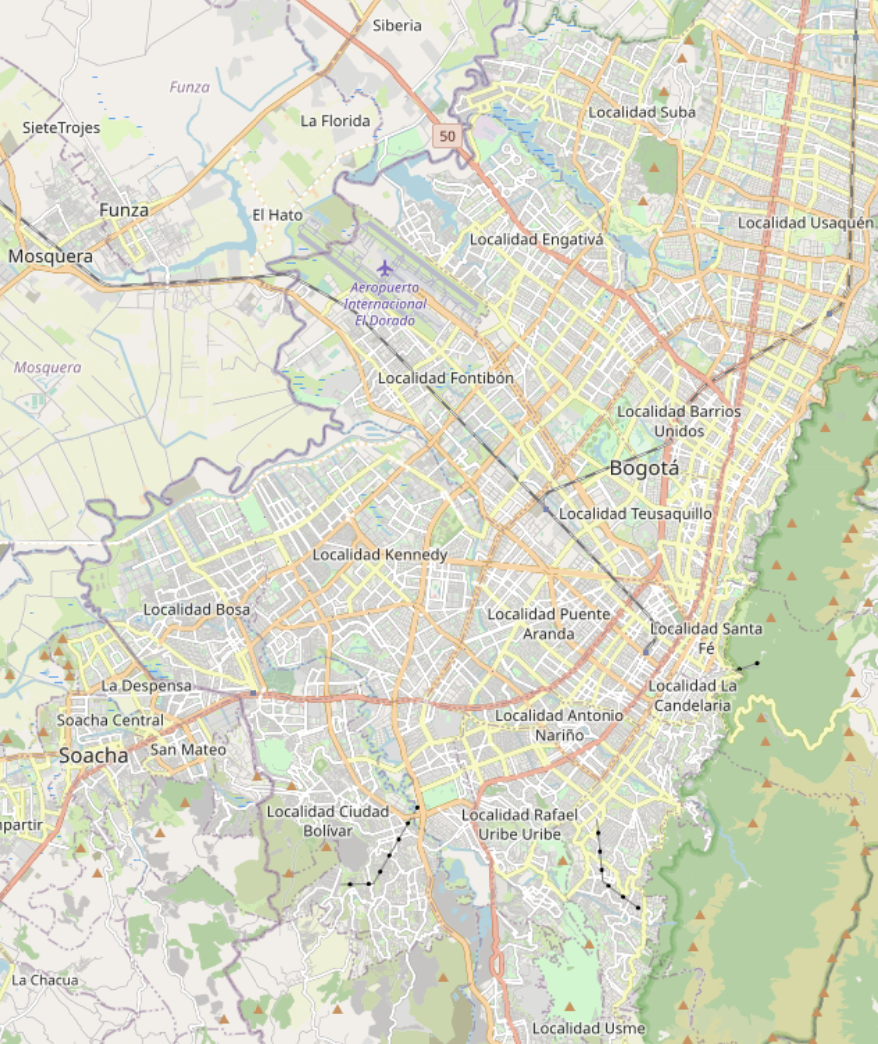 Siberia
Funza
Localidad Suba
La Florida
SieteTrojes
50
Funza
El Hato
Localidad Usaquén
Localidad Engativá
Mosquera
Aeropuerto
Internacional
El Dorado
Mosquera
Localidad Fontibón
Localidad Barrios
Unidos
Bogotá
Localidad Teusaquillo
Localidad Kennedy
Localidad Bosa
Localidad Puente
Aranda
Localidad Santa
Fé
La Despensa
Localidad La
Candelaria
Soacha Central
Localidad Antonio
Nariño
Soacha
San Mateo
Localidad Ciudad
Bolívar
Localidad Rafael
Uribe Uribe
npartir
La Chacua
Localidad Usme